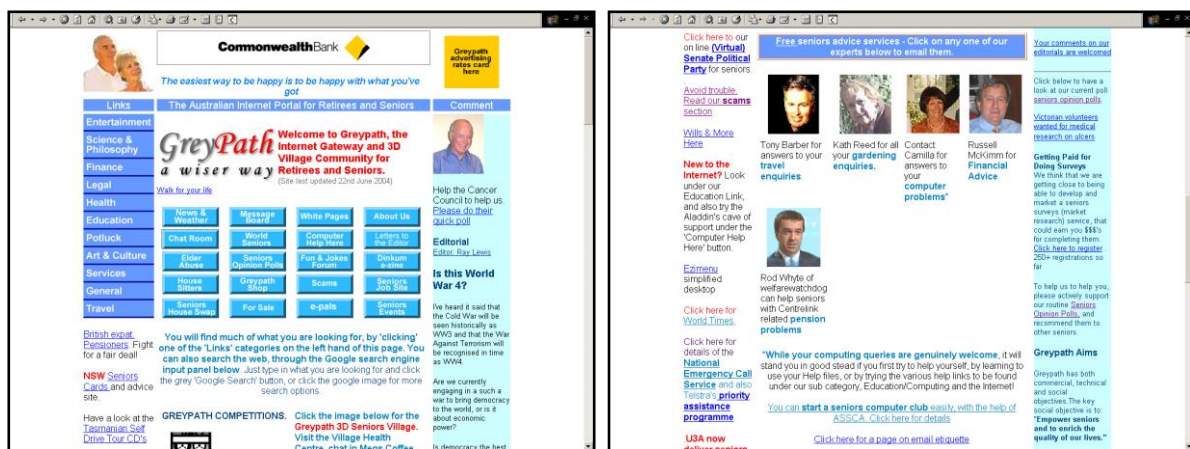 CommonwealthBank
Greypath
advertising
rates card
here
The easiest way to be happy is to be happy with what you've
got
Links
The Australian Internet Portal for Retirees and Seniors
Comment
Entertainment
Science &
Philosophy
Finance
Legal
Health
Education
Potluck
Art & Culture
Services
General
Travel
British expat.
Pensioners. Fight
for a fair deal!
NSW Seniors
Cards and advice
site.
Have a look at the
Tasmanian Self
Drive Tour CD's
GreyPath
a wiser way
Welcome to Greypath, the
Internet Gateway and 3D
Village Community for
Retirees and Seniors.
(Site last updated 22nd June 2004)
Walk for your life
News &
Weather
Message
Board
White Pages
About Us
Chat Room
World
Seniors
Computer
Help Here
Letters to
the Editor
Elder
Abuse
Seniors
Opinion Polls
Fun & Jokes
Forum
Dinkum
e-zine
House
Sitters
Greypath
Shop
Scams
Seniors
Job Site
Seniors
House Swap
For Sale
e-pals
Seniors
Events
You will find much of what you are looking for, by 'clicking'
one of the 'Links' categories on the left hand of this page. You
can also search the web, through the Google search engine
input panel below. Just type in what you are looking for and click
the grey 'Google Search' button, or click the google image for more
search options.
GREYPATH COMPETITIONS.
Click the image below for the
Greypath 3D Seniors Village.
Visit the Village Health
Centre, chat in Megs Coffee
Help the Cancer
Council to help us.
Please do their
quick poll
Editorial
Editor: Ray Lewis
Is this World
War 4?
I've heard it said that
the Cold War will be
seen historically as
WW3 and that the War
Against Terrorism will
be recognised in time
as WW4.
Are we currently
engaging in such a
war to bring democracy
to the world, or is it
about economic
power?
Is democracy the best
Click here to our
on line (Virtual)
Senate Political
Party for seniors
Avoid trouble.
Read our scams
section
Wills & More
Here
New to the
Internet? Look
under our
Education Link,
and also try the
Aladdin's cave of
support under the
'Computer Help
Here' button.
Ezimenu
simplified
desktop
Click here for
World Times.
Click here for
details of the
National
Emergency Call
Service and also
Telstra's priority
assistance
programme
U3A now
deliver seniors
Free seniors advice services - Click on any one of our
experts below to email them.
Tony Barber for
answers to your
travel
enquiries.
Kath Reed for all
your gardening
enquiries.
Contact
Camilla for
answers to
your
computer
problems"
Russell
McKimm for
Financial
Advice
Rod Whyte of
welfarewatchdog
can help seniors
with Centrelink
related pension
problems
"While your computing queries are genuinely welcome, it will
stand you in good stead if you first try to help yourself, by learning to
use your Help files, or by trying the various help links to be found
under our sub category, Education/Computing and the Internet!
You can start a seniors computer club easily, with the help of
ASSCA. Click here for details
Click here for a page on email etiquette
Your comments on our
editorials are welcomed
Click below to have a
look at our current poll
seniors opinion polls.
Victorian volunteers
wanted for medical
research on ulcers
Getting Paid for
Doing Surveys
We think that we are
getting close to being
able to develop and
market a seniors
surveys (market
research) service, that
could earn you $$$'s
for completing them.
Click here to register
250+ registrations so
far
To help us to help you,
please actively support
our routine Seniors
Opinion Polls, and
recommend them to
other seniors.
Greypath Aims
Greypath has both
commercial, technical
and social
objectives.The key
social objective is to:
"Empower seniors
and to enrich the
quality of our lives."